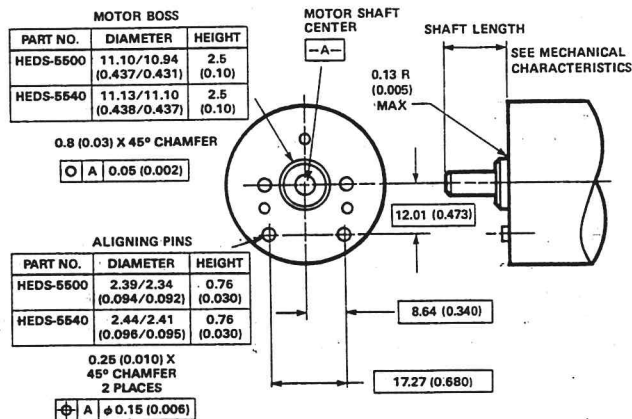 MOTOR BOSS
PART NO. DIAMETER HEIGHT
HEDS-5500 11.10/10.94 2.5
(0.437/0.431) (0.10)
HEDS-5540 11.13/11.10 2.5
(0.438/0.437) (0.10)
0.8 (0.03) X 45° CHAMFER
O A 0.05 (0.002)
MOTOR SHAFT
CENTER
–A–
SHAFT LENGTH
SEE MECHANICAL
CHARACTERISTICS
0.13 R
(0.005)
MAX
12.01 (0.473)
ALIGNING PINS
PART NO. DIAMETER HEIGHT
HEDS-5500 2.39/2.34 0.76
(0.094/0.092) (0.030)
HEDS-5540 2.44/2.41 0.76
(0.096/0.095) (0.030)
0.25 (0.010) X
45° CHAMFER
2 PLACES
⌖ A ϕ 0.15 (0.006)
8.64 (0.340)
17.27 (0.680)